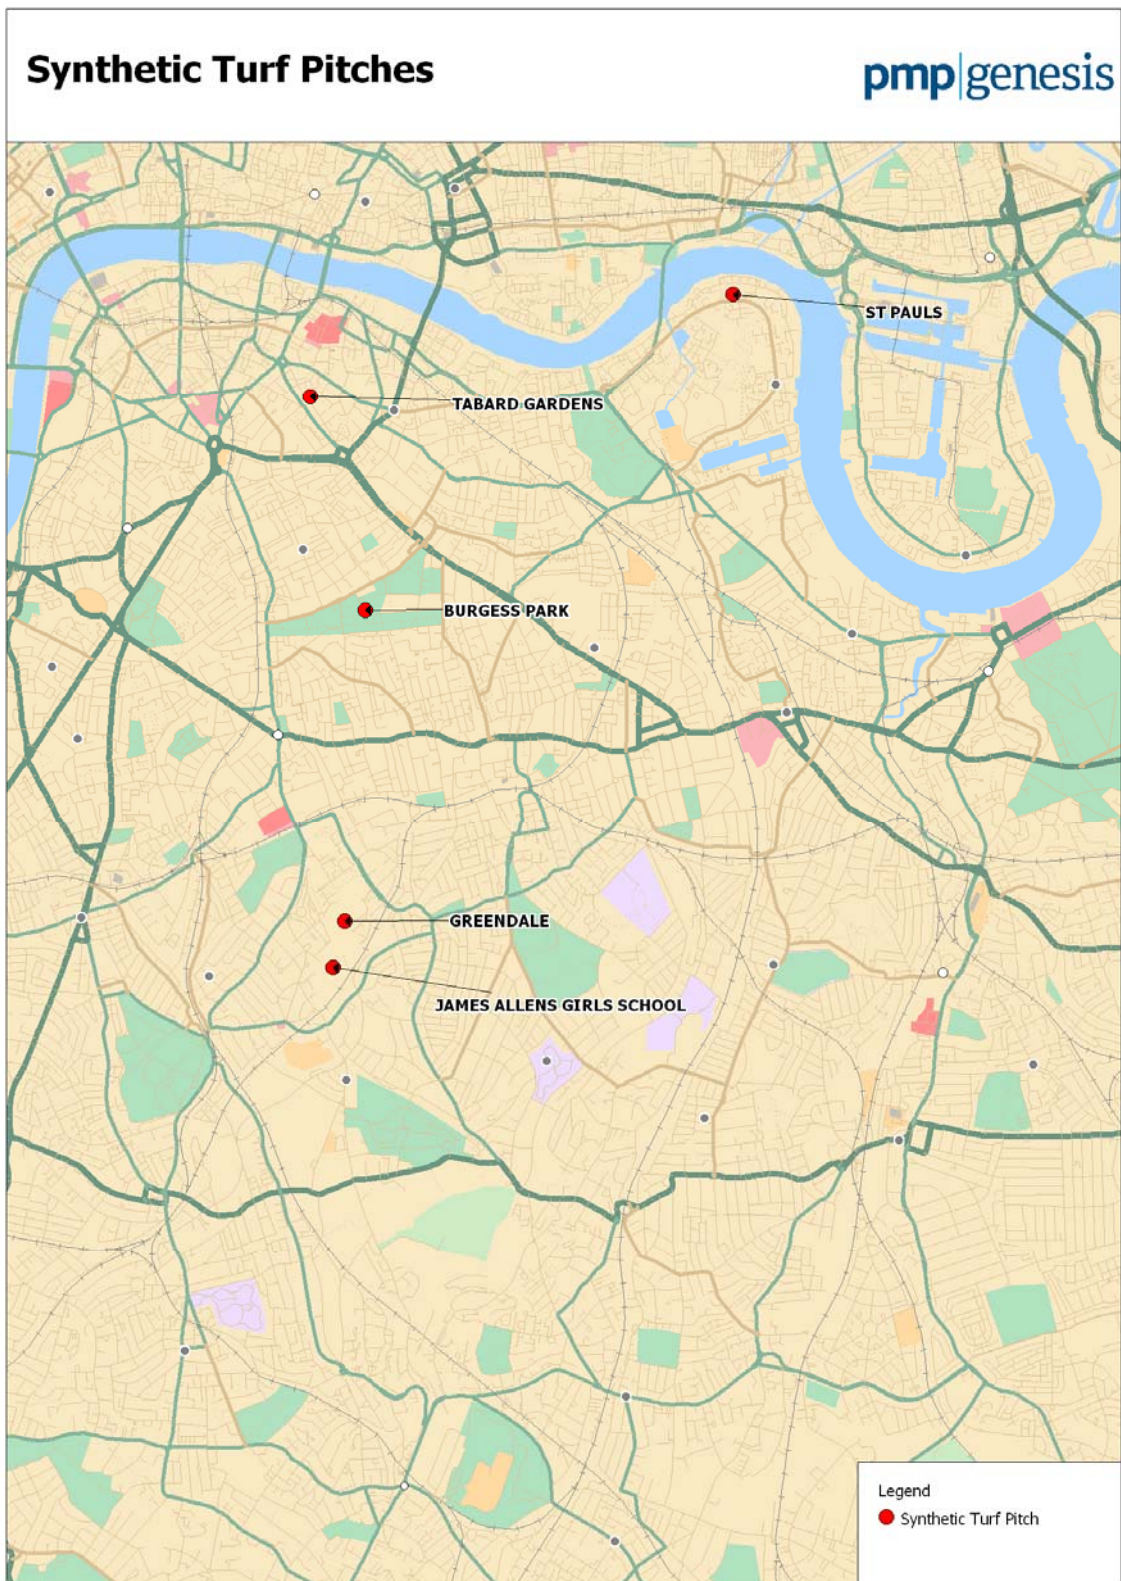 Synthetic Turf Pitches
pmp|genesis
ST PAULS
TABARD GARDENS
BURGESS PARK
GREENDALE
JAMES ALLENS GIRLS SCHOOL
Legend
Synthetic Turf Pitch